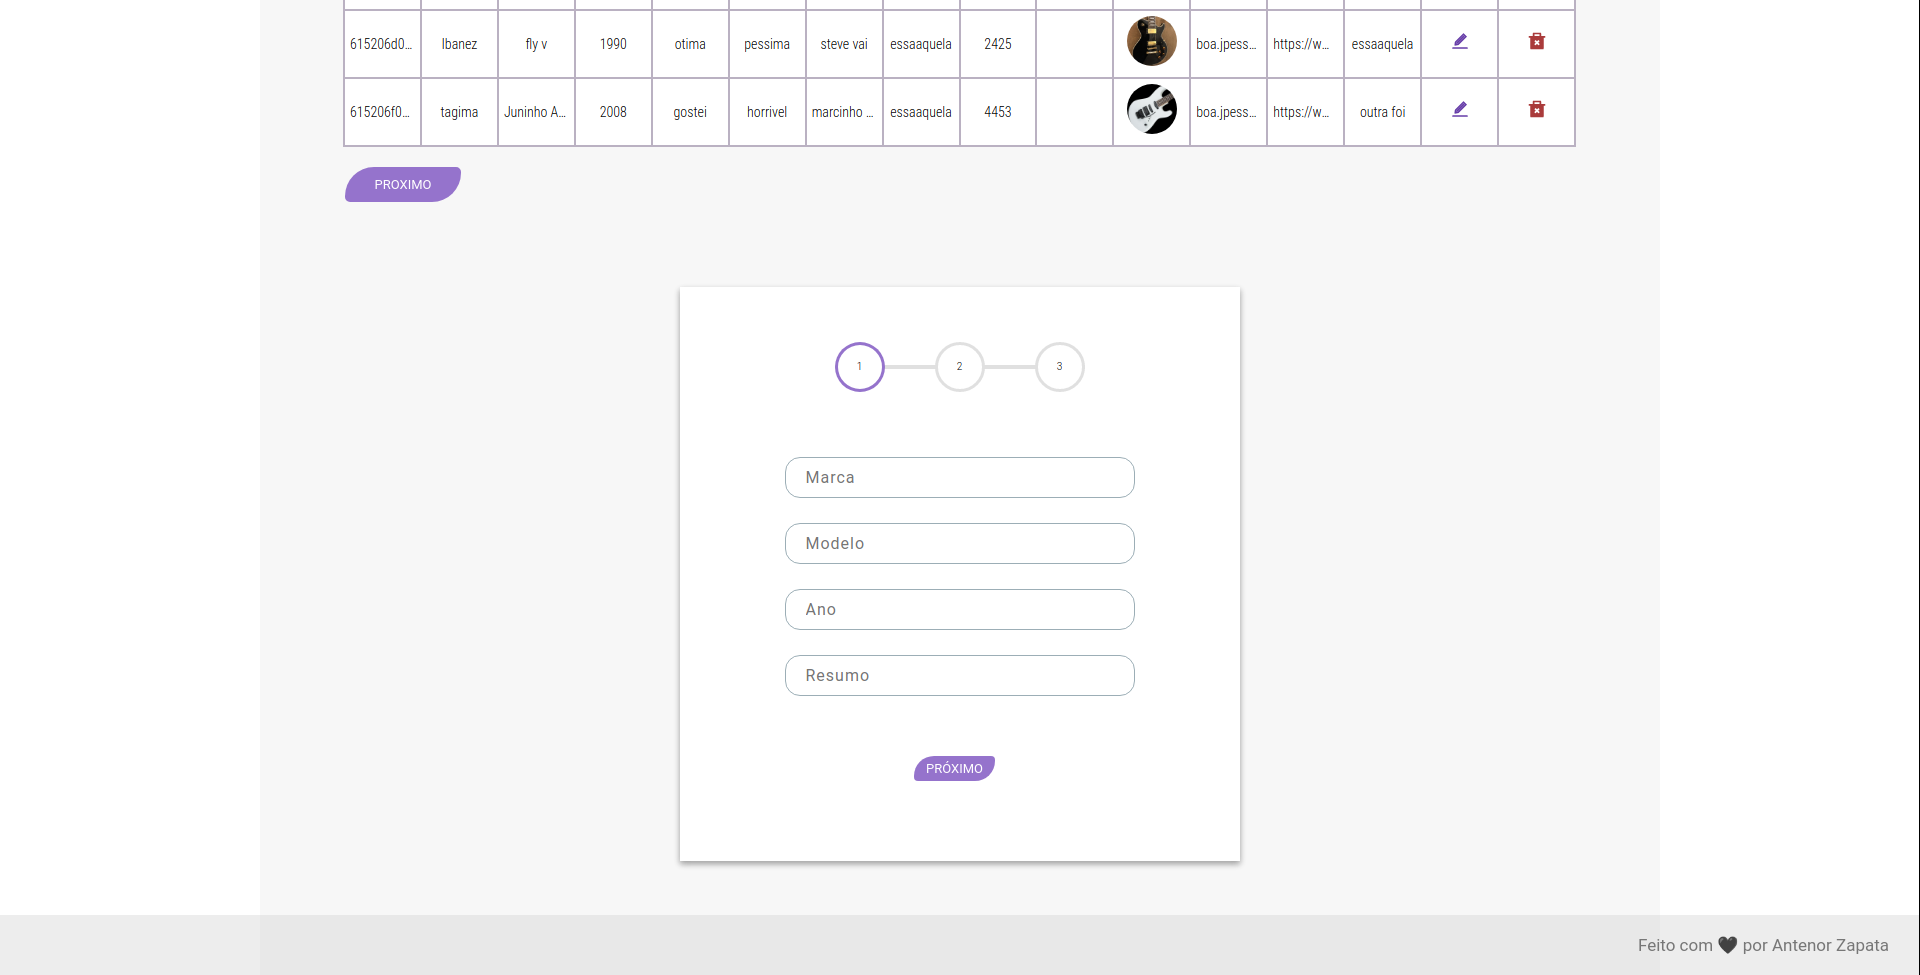 615206d0... Ibanez fly v 1990 otima pessima steve vai essaaquela 2425 boa.jpess... https://w... essaaquela
615206f0... tagima Juninho A... 2008 gostei horrivel marcinho ... essaaquela 4453 boa.jpess... https://w... outra foi
PROXIMO
1 2 3
Marca
Modelo
Ano
Resumo
PRÓXIMO
Feito com 🖤 por Antenor Zapata